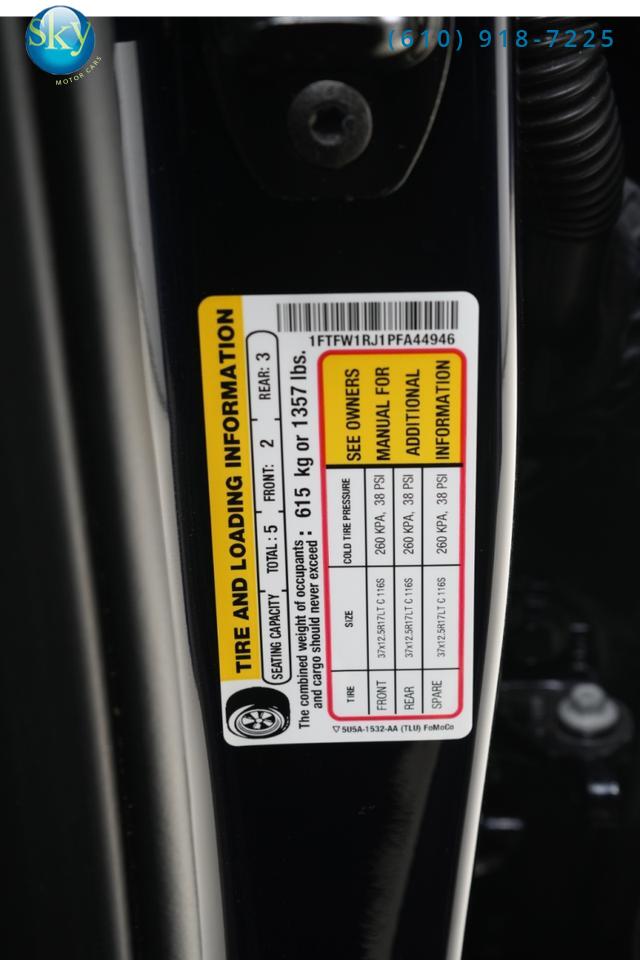 Sky
MOTOR CARS
(610) 918-7225
1FTFW1RJ1PFA44946
TIRE AND LOADING INFORMATION
SEATING CAPACITY TOTAL: 5 FRONT: 2 REAR: 3
The combined weight of occupants
and cargo should never exceed : 615 kg or 1357 lbs.
TIRE SIZE COLD TIRE PRESSURE
FRONT 37x12.5R17LT C 116S 260 KPA, 38 PSI
REAR 37x12.5R17LT C 116S 260 KPA, 38 PSI
SPARE 37x12.5R17LT C 116S 260 KPA, 38 PSI
SEE OWNERS
MANUAL FOR
ADDITIONAL
INFORMATION
▽ 5U5A-1532-AA (TLU) FoMoCo